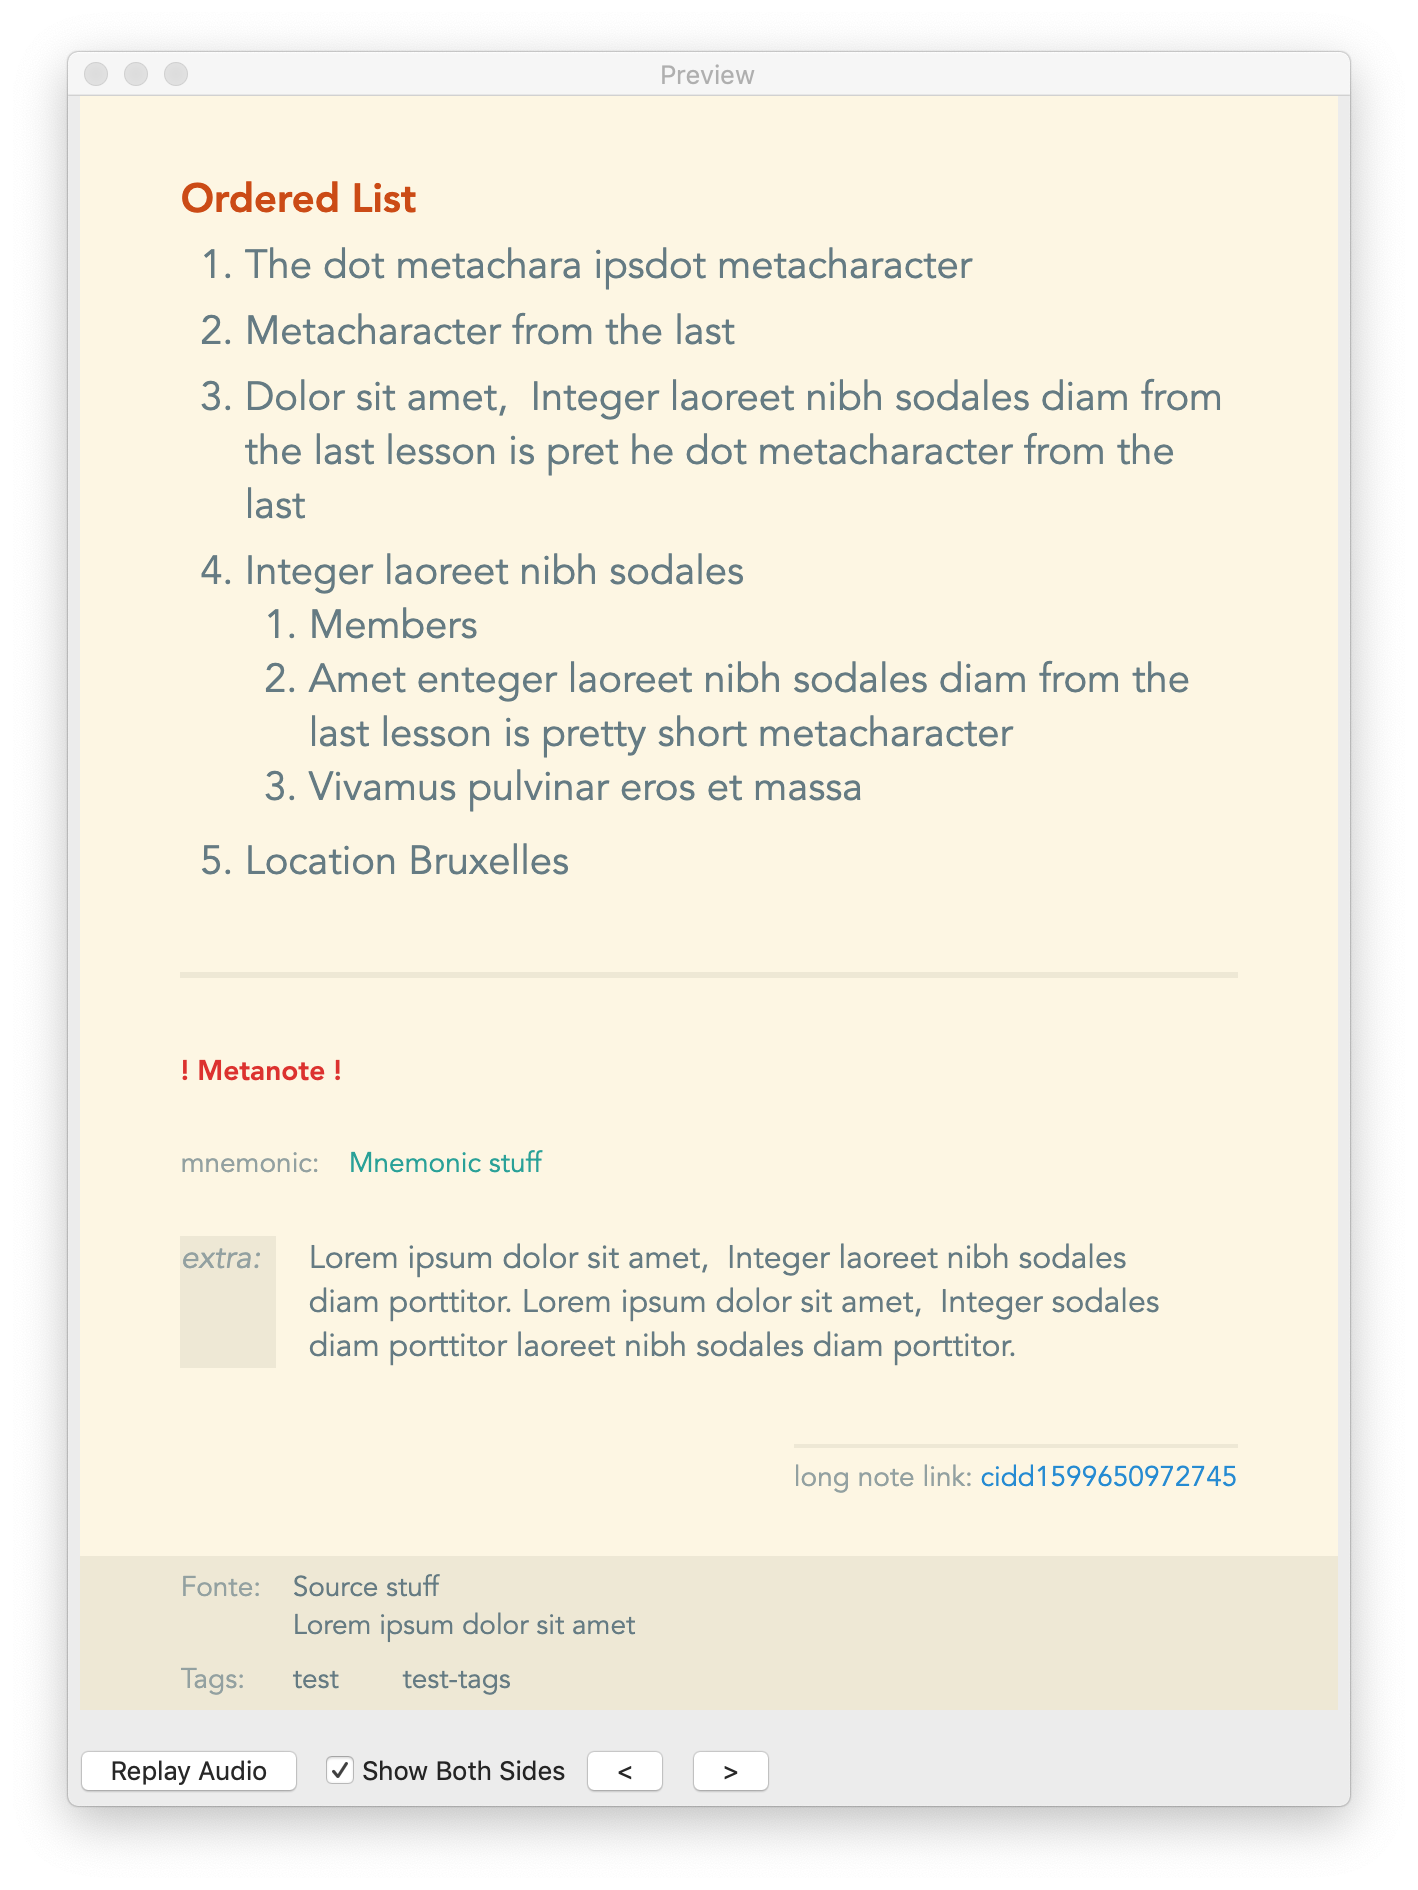 Preview
Ordered List
1. The dot metachara ipsdot metacharacter
2. Metacharacter from the last
3. Dolor sit amet,  Integer laoreet nibh sodales diam from
the last lesson is pret he dot metacharacter from the
last
4. Integer laoreet nibh sodales
1. Members
2. Amet enteger laoreet nibh sodales diam from the
last lesson is pretty short metacharacter
3. Vivamus pulvinar eros et massa
5. Location Bruxelles
! Metanote !
mnemonic: Mnemonic stuff
extra: Lorem ipsum dolor sit amet,  Integer laoreet nibh sodales
diam porttitor. Lorem ipsum dolor sit amet,  Integer sodales
diam porttitor laoreet nibh sodales diam porttitor.
long note link: cidd1599650972745
Fonte: Source stuff
Lorem ipsum dolor sit amet
Tags: test test-tags
Replay Audio Show Both Sides < >